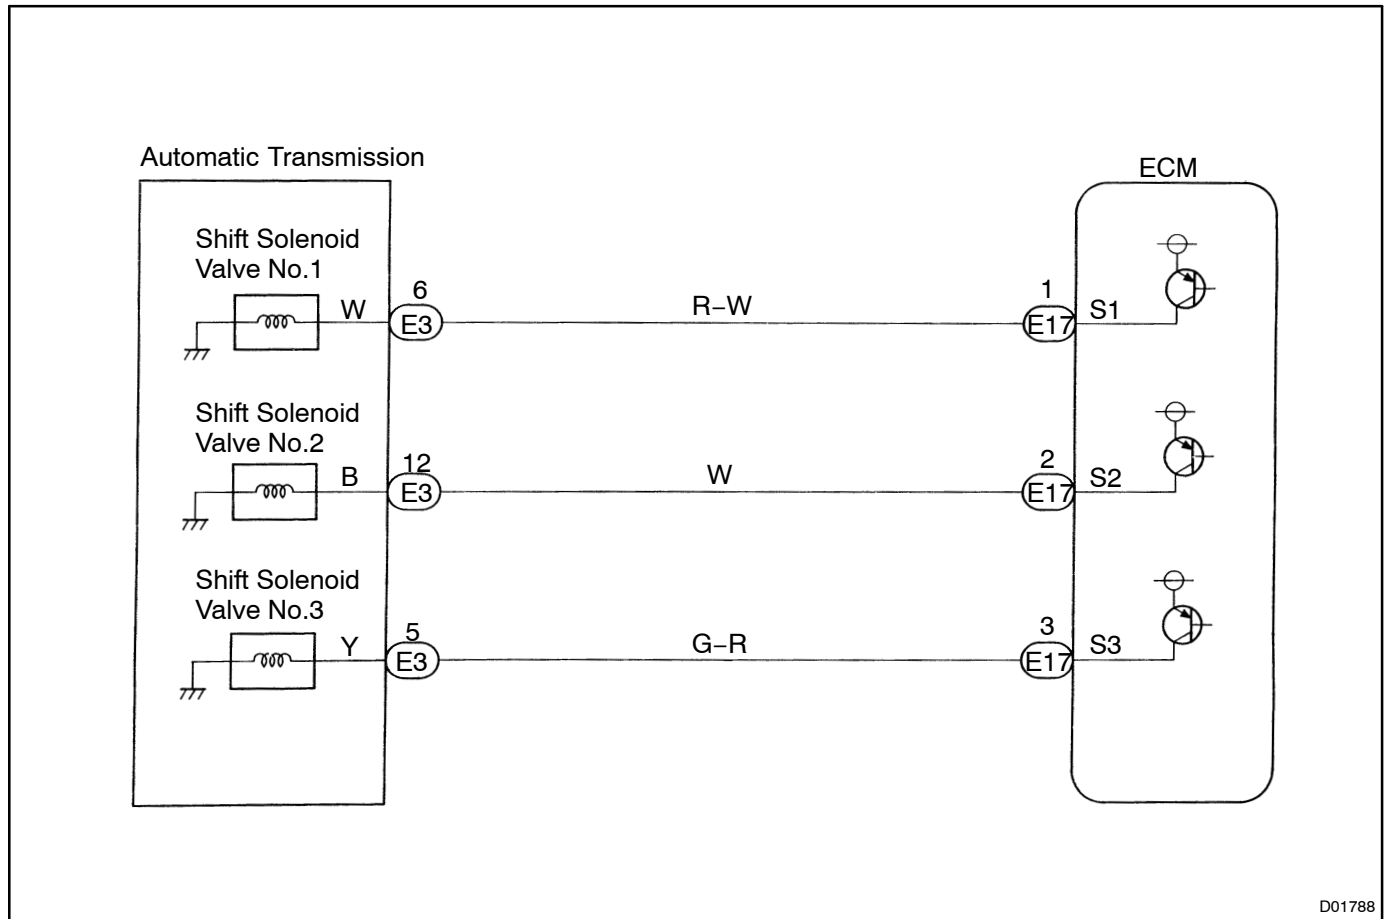 Automatic Transmission
ECM
Shift Solenoid
Valve No.1
W
6
E3
R−W
1
E17
S1
Shift Solenoid
Valve No.2
B
12
E3
W
2
E17
S2
Shift Solenoid
Valve No.3
Y
5
E3
G−R
3
E17
S3
D01788